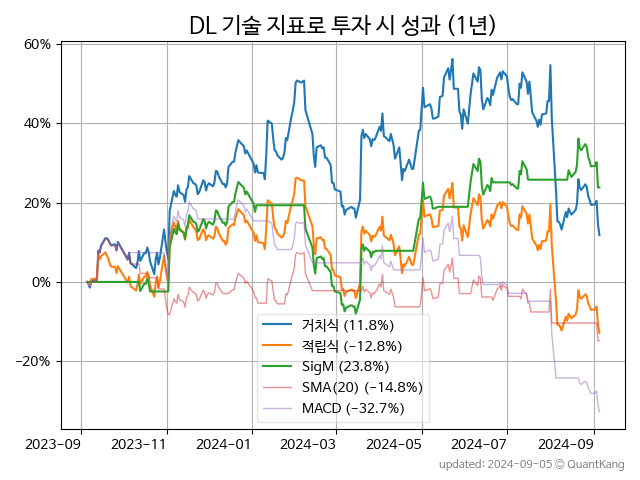 DL 기술 지표로 투자 시 성과 (1년)
60%
40%
20%
0%
−20%
거치식 (11.8%)
적립식 (−12.8%)
SigM (23.8%)
SMA(20) (−14.8%)
MACD (−32.7%)
2023−09 2023−11 2024−01 2024−03 2024−05 2024−07 2024−09
updated: 2024−09−05 ⓒ QuantKang